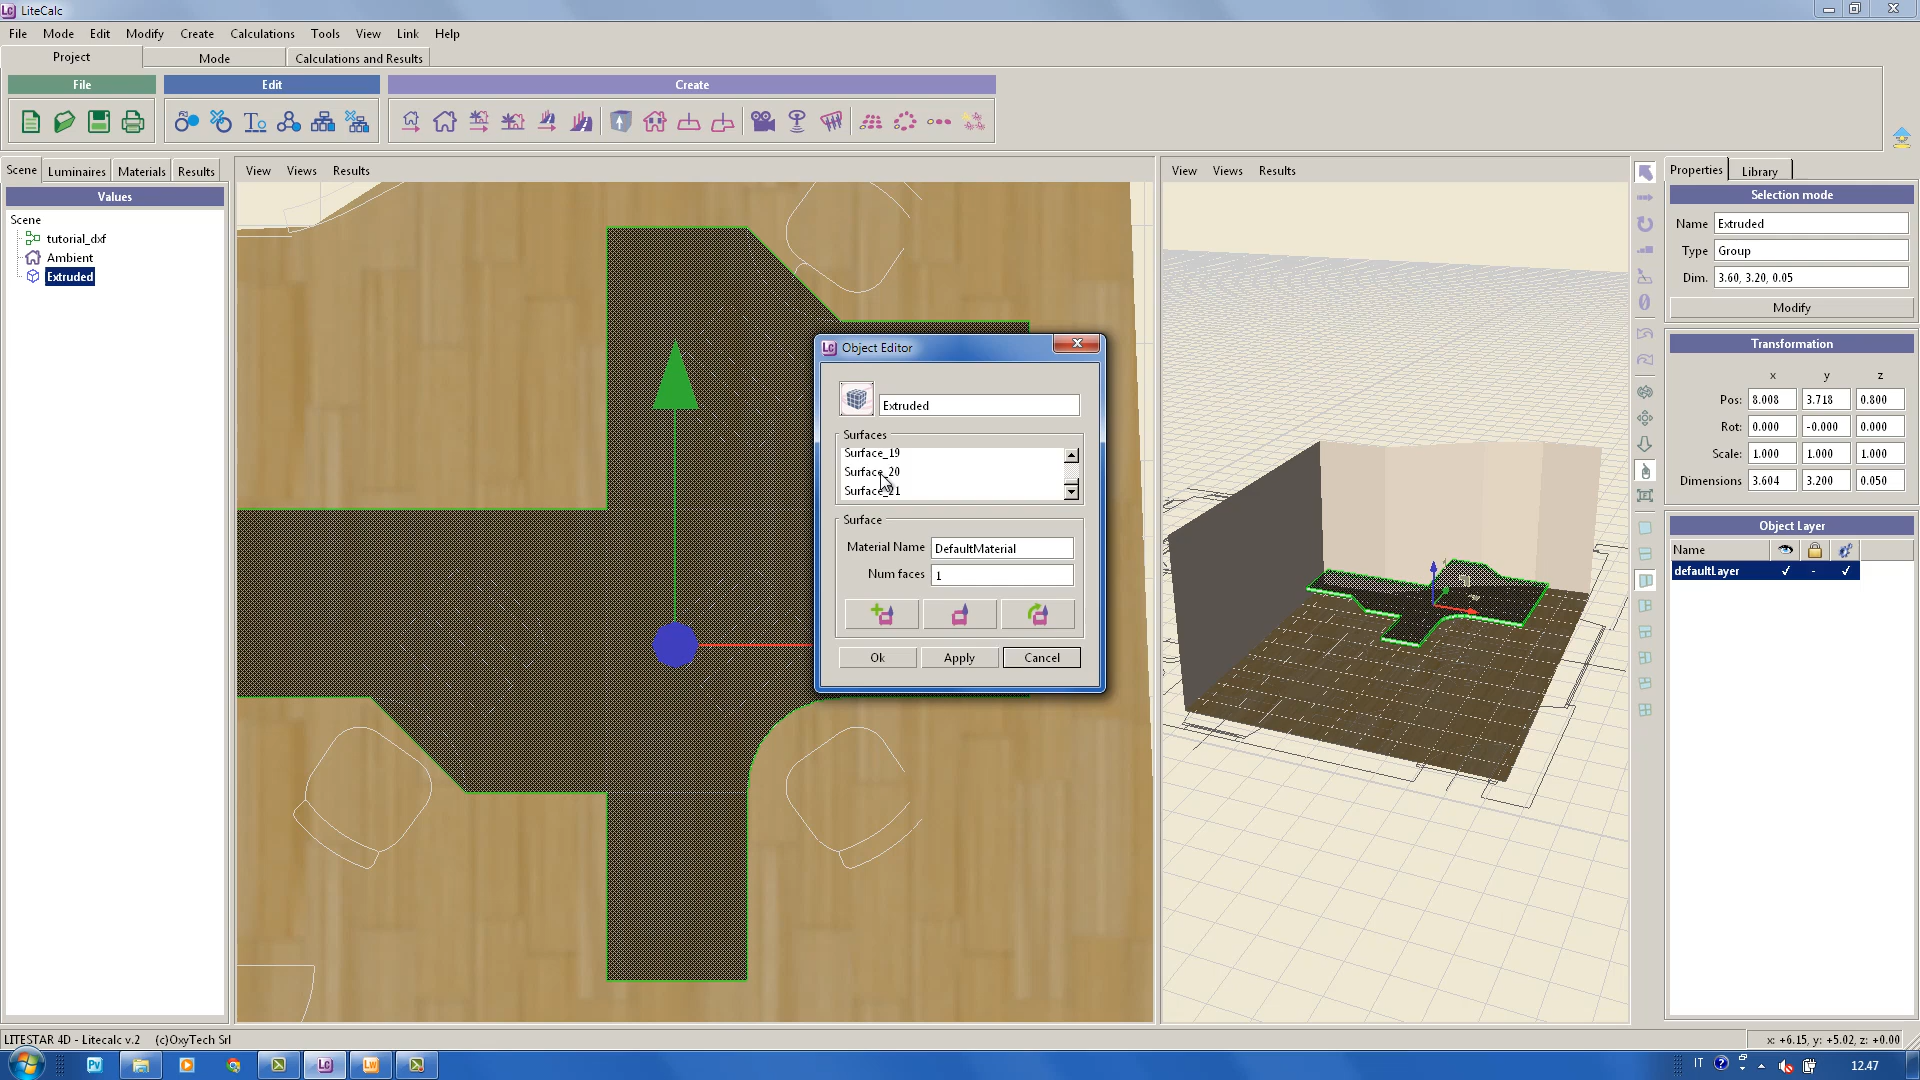 LiteCalc
File Mode Edit Modify Create Calculations Tools View Link Help
Project Mode Calculations and Results
File Edit Create
Scene Luminaires Materials Results
Values
Scene
tutorial_dxf
Ambient
Extruded
View Views Results
Object Editor
Extruded
Surfaces
Surface_19
Surface_20
Surface_21
Surface
Material Name DefaultMaterial
Num faces 1
Ok Apply Cancel
View Views Results
Properties Library
Selection mode
Name Extruded
Type Group
Dim. 3.60, 3.20, 0.05
Modify
Transformation
x y z
Pos: 8.008 3.718 0.800
Rot: 0.000 -0.000 0.000
Scale: 1.000 1.000 1.000
Dimensions 3.604 3.200 0.050
Object Layer
Name
defaultLayer ✓ - ✓
LITESTAR 4D - Litecalc v.2 (c)OxyTech Srl
x: +6.15, y: +5.02, z: +0.00
Pv Lc Lw IT 12.47